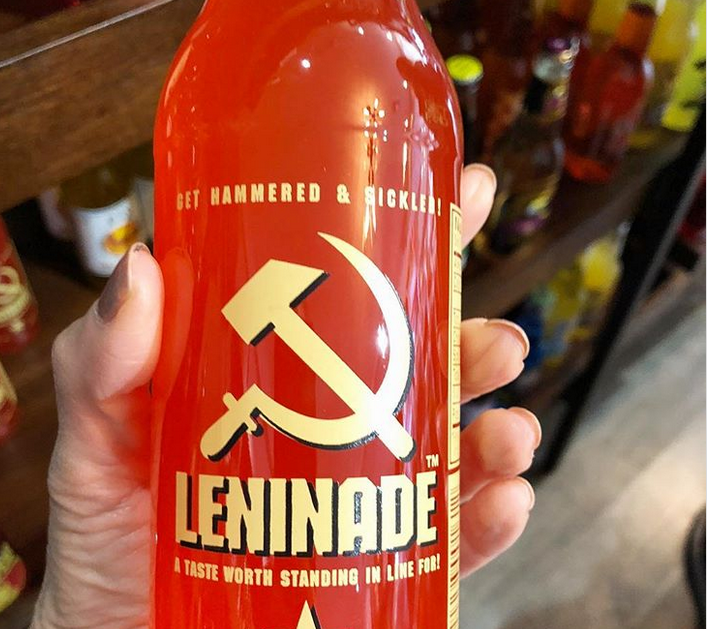 GET HAMMERED & SICKLED!
LENINADE™
A TASTE WORTH STANDING IN LINE FOR!